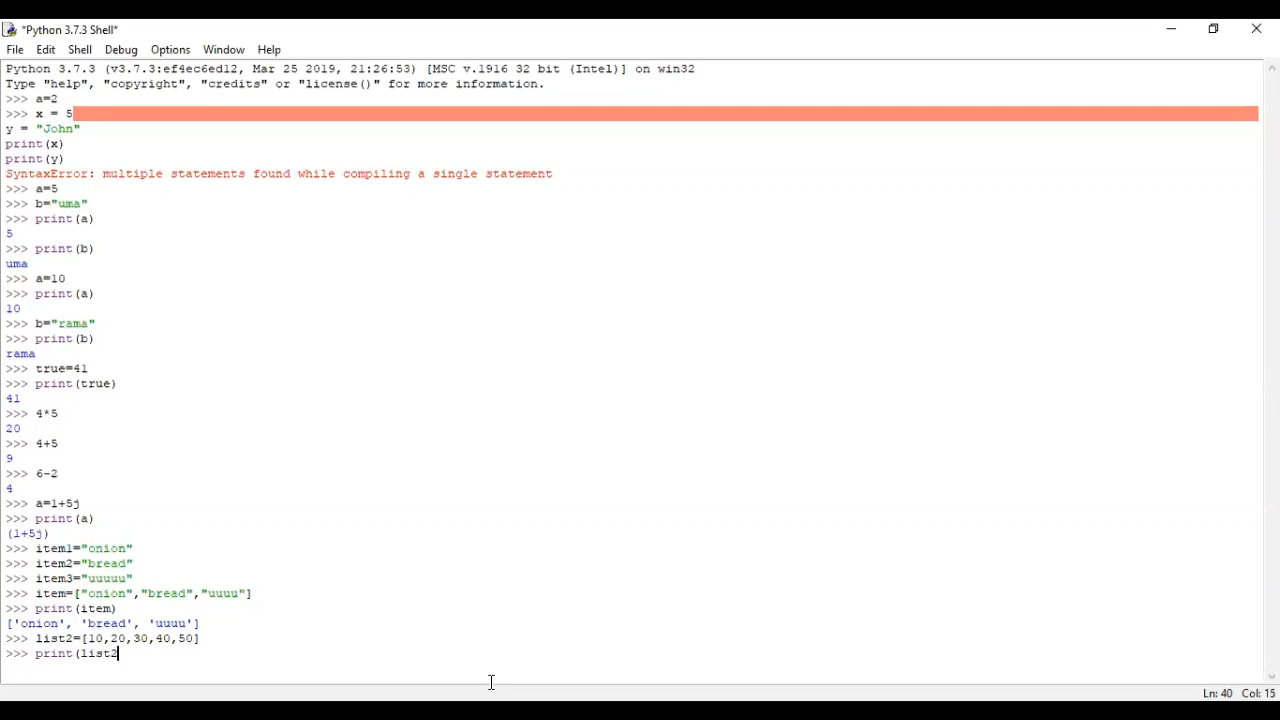 *Python 3.7.3 Shell*
File Edit Shell Debug Options Window Help
Python 3.7.3 (v3.7.3:ef4ec6ed12, Mar 25 2019, 21:26:53) [MSC v.1916 32 bit (Intel)] on win32
Type "help", "copyright", "credits" or "license()" for more information.
>>> a=2
>>> x = 5
y = "John"
print(x)
print(y)
SyntaxError: multiple statements found while compiling a single statement
>>> a=5
>>> b="uma"
>>> print(a)
5
>>> print(b)
uma
>>> a=10
>>> print(a)
10
>>> b="rama"
>>> print(b)
rama
>>> true=41
>>> print(true)
41
>>> 4*5
20
>>> 4+5
9
>>> 6-2
4
>>> a=1+5j
>>> print(a)
(1+5j)
>>> item1="onion"
>>> item2="bread"
>>> item3="uuuuu"
>>> item=["onion","bread","uuuu"]
>>> print(item)
['onion', 'bread', 'uuuu']
>>> list2=[10,20,30,40,50]
>>> print(list2
Ln: 40 Col: 15